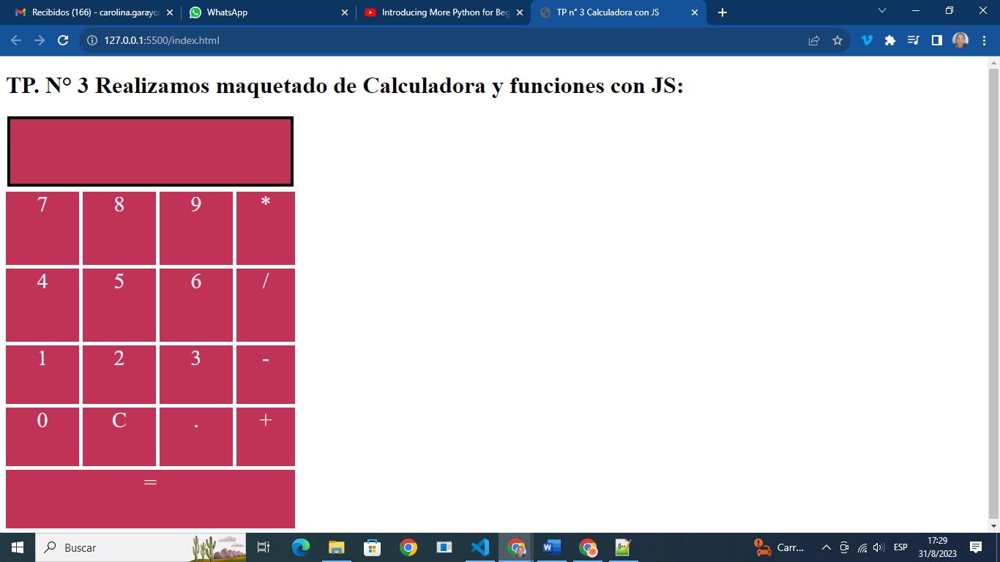 Recibidos (166) - carolina.garayco
WhatsApp
Introducing More Python for Beg
TP n° 3 Calculadora con JS
127.0.0.1:5500/index.html
TP. N° 3 Realizamos maquetado de Calculadora y funciones con JS:
7 8 9 *
4 5 6 /
1 2 3 -
0 C . +
=
Buscar
Carr...
ESP
17:29
31/8/2023